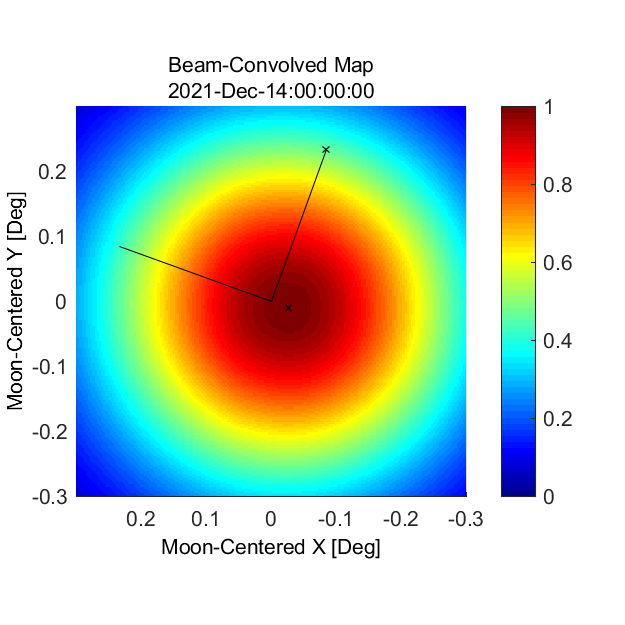 Beam-Convolved Map
2021-Dec-14:00:00:00
Moon-Centered Y [Deg]
0.2
0.1
0
-0.1
-0.2
-0.3
0.2 0.1 0 -0.1 -0.2 -0.3
Moon-Centered X [Deg]
1
0.8
0.6
0.4
0.2
0